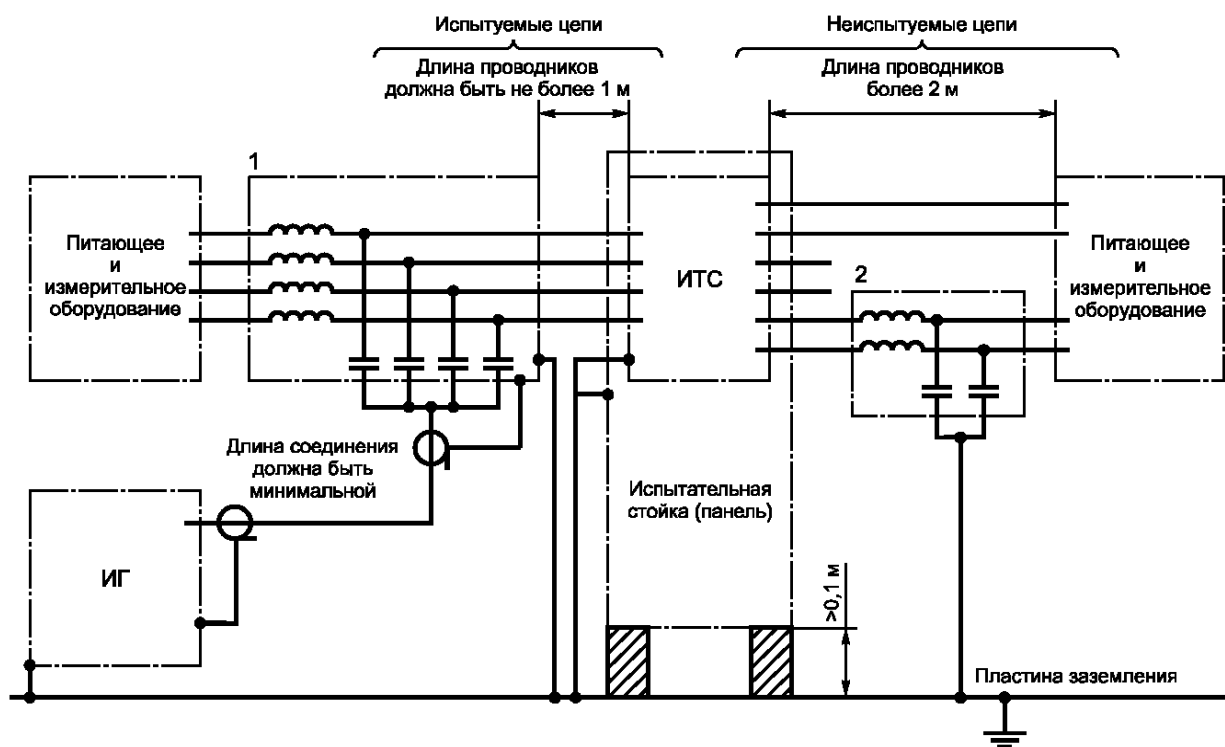 Испытуемые цепи
Длина проводников
должна быть не более 1 м
Неиспытуемые цепи
Длина проводников
более 2 м
1
Питающее
и
измерительное
оборудование
ИТС
2
Питающее
и
измерительное
оборудование
Длина соединения
должна быть
минимальной
ИГ
Испытательная
стойка (панель)
>0,1 м
Пластина заземления